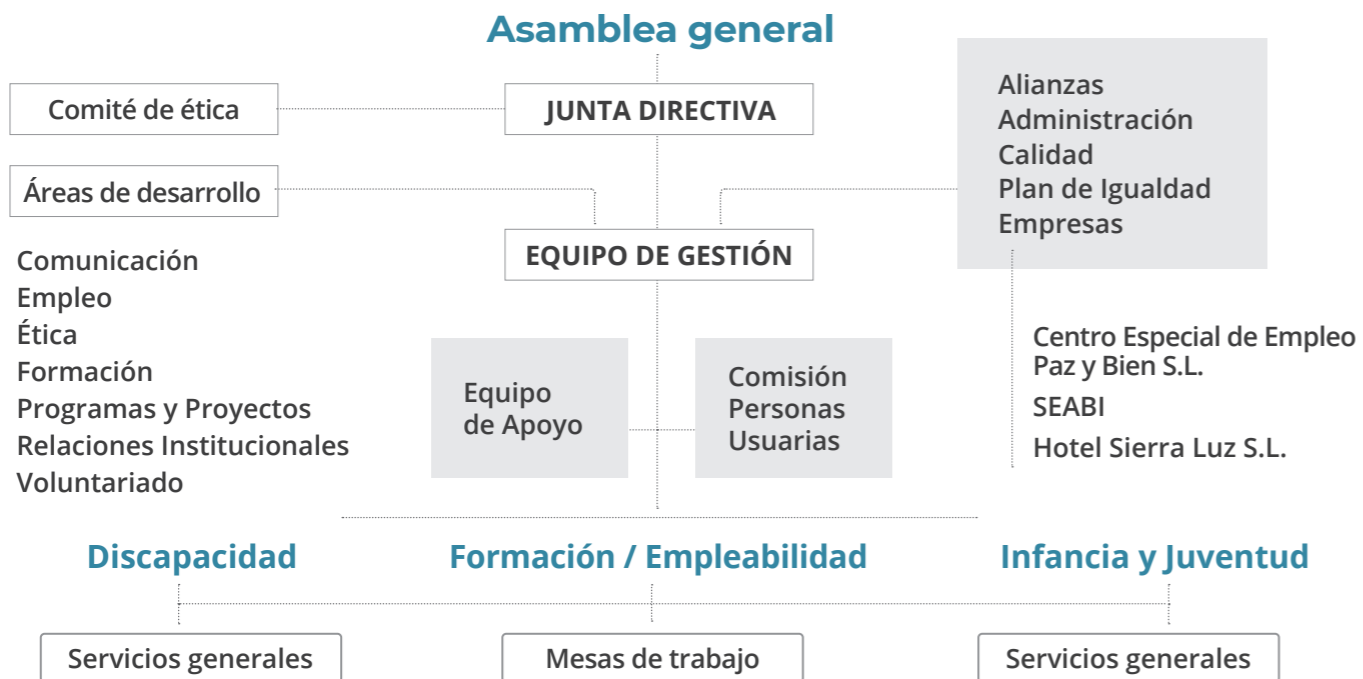 Asamblea general
Comité de ética
JUNTA DIRECTIVA
Alianzas
Administración
Calidad
Plan de Igualdad
Empresas
Áreas de desarrollo
EQUIPO DE GESTIÓN
Comunicación
Empleo
Ética
Formación
Programas y Proyectos
Relaciones Institucionales
Voluntariado
Equipo
de Apoyo
Comisión
Personas
Usuarias
Centro Especial de Empleo
Paz y Bien S.L.
SEABI
Hotel Sierra Luz S.L.
Discapacidad
Formación / Empleabilidad
Infancia y Juventud
Servicios generales
Mesas de trabajo
Servicios generales